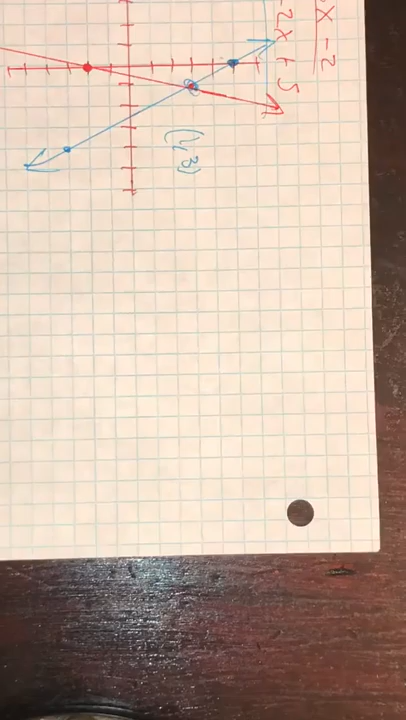 x - 2
-2x + 5
(1,3)